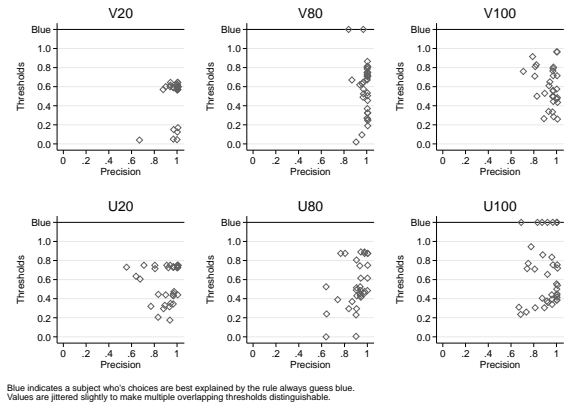 V20
V80
V100
Blue
1.0
0.8
0.6
0.4
0.2
0.0
Thresholds
0 .2 .4 .6 .8 1
Precision
Blue
1.0
0.8
0.6
0.4
0.2
0.0
Thresholds
0 .2 .4 .6 .8 1
Precision
Blue
1.0
0.8
0.6
0.4
0.2
0.0
Thresholds
0 .2 .4 .6 .8 1
Precision
U20
U80
U100
Blue
1.0
0.8
0.6
0.4
0.2
0.0
Thresholds
0 .2 .4 .6 .8 1
Precision
Blue
1.0
0.8
0.6
0.4
0.2
0.0
Thresholds
0 .2 .4 .6 .8 1
Precision
Blue
1.0
0.8
0.6
0.4
0.2
0.0
Thresholds
0 .2 .4 .6 .8 1
Precision
Blue indicates a subject who's choices are best explained by the rule always guess blue.
Values are jittered slightly to make multiple overlapping thresholds distinguishable.